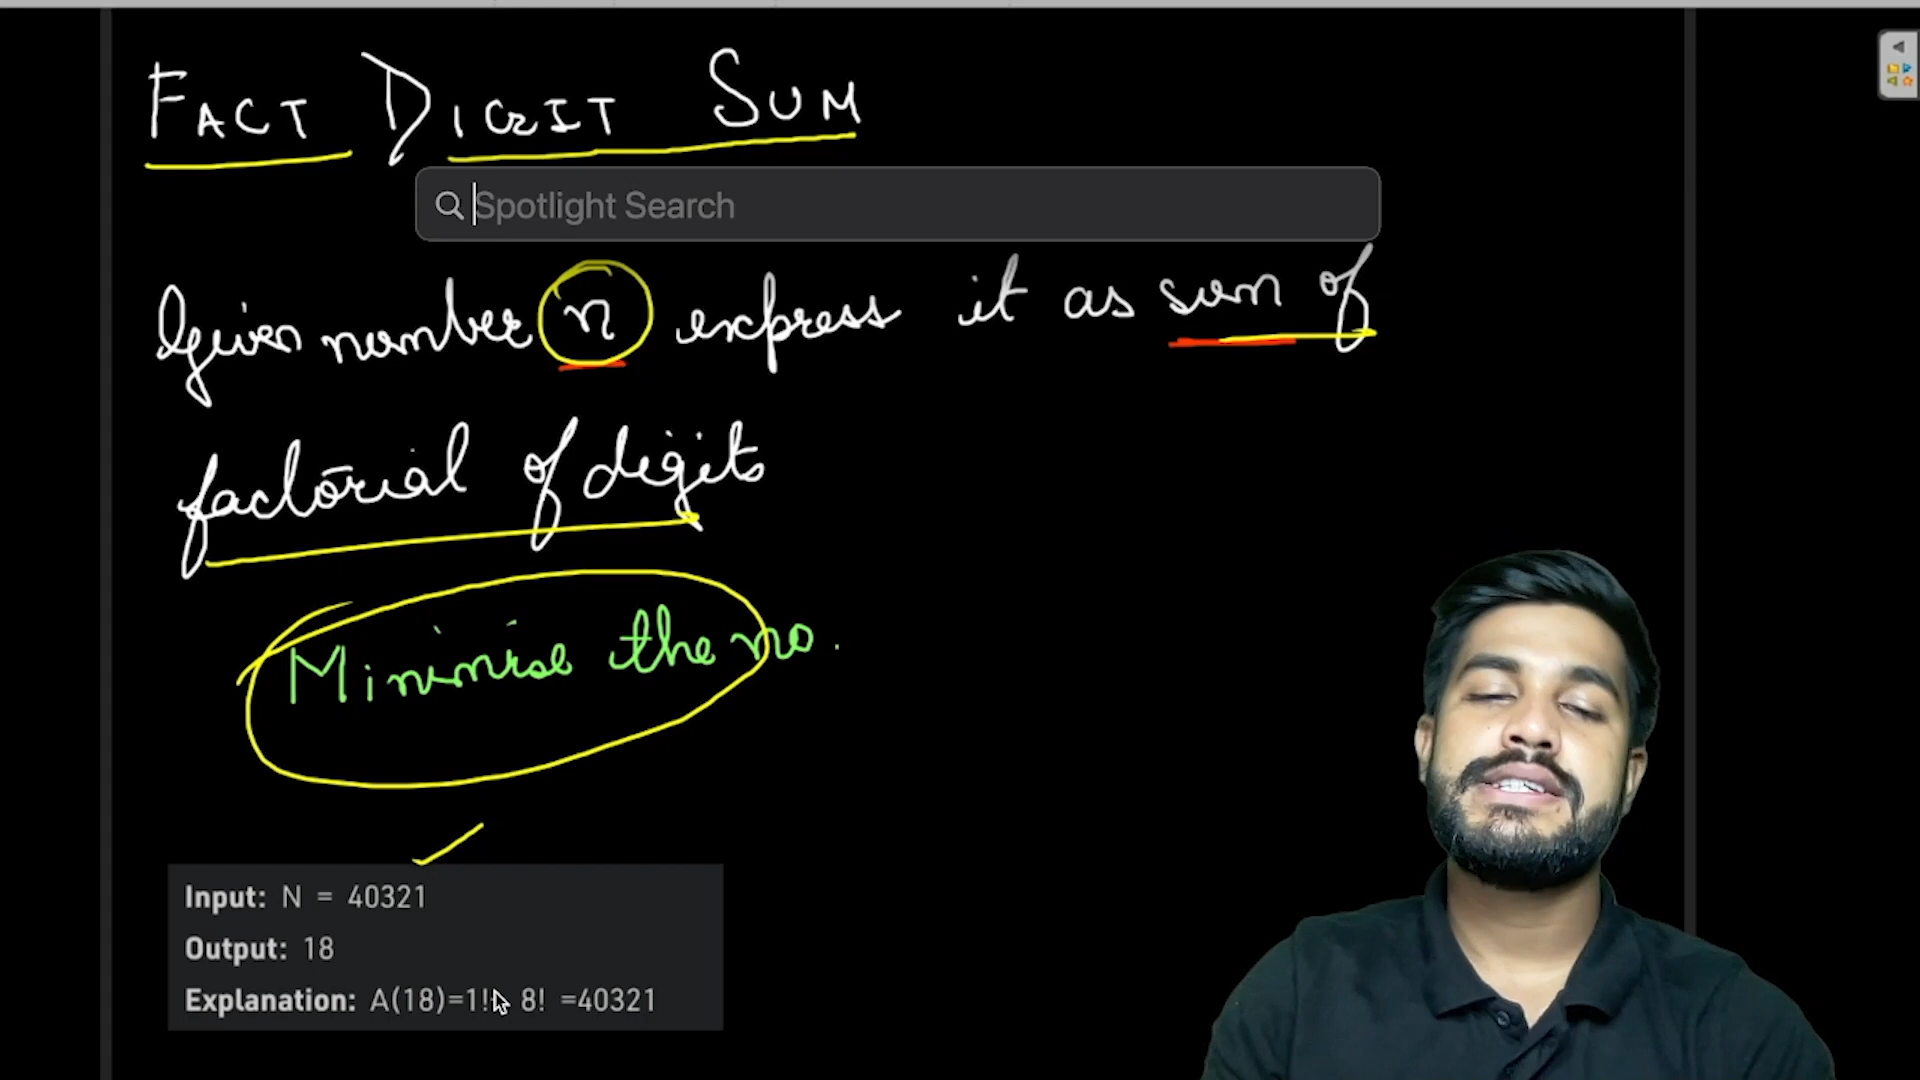 FACT DIGIT SUM
Spotlight Search
Given number n express it as sum of
factorial of digits
Minimise the no.
Input: N = 40321
Output: 18
Explanation: A(18)=1! 8! =40321